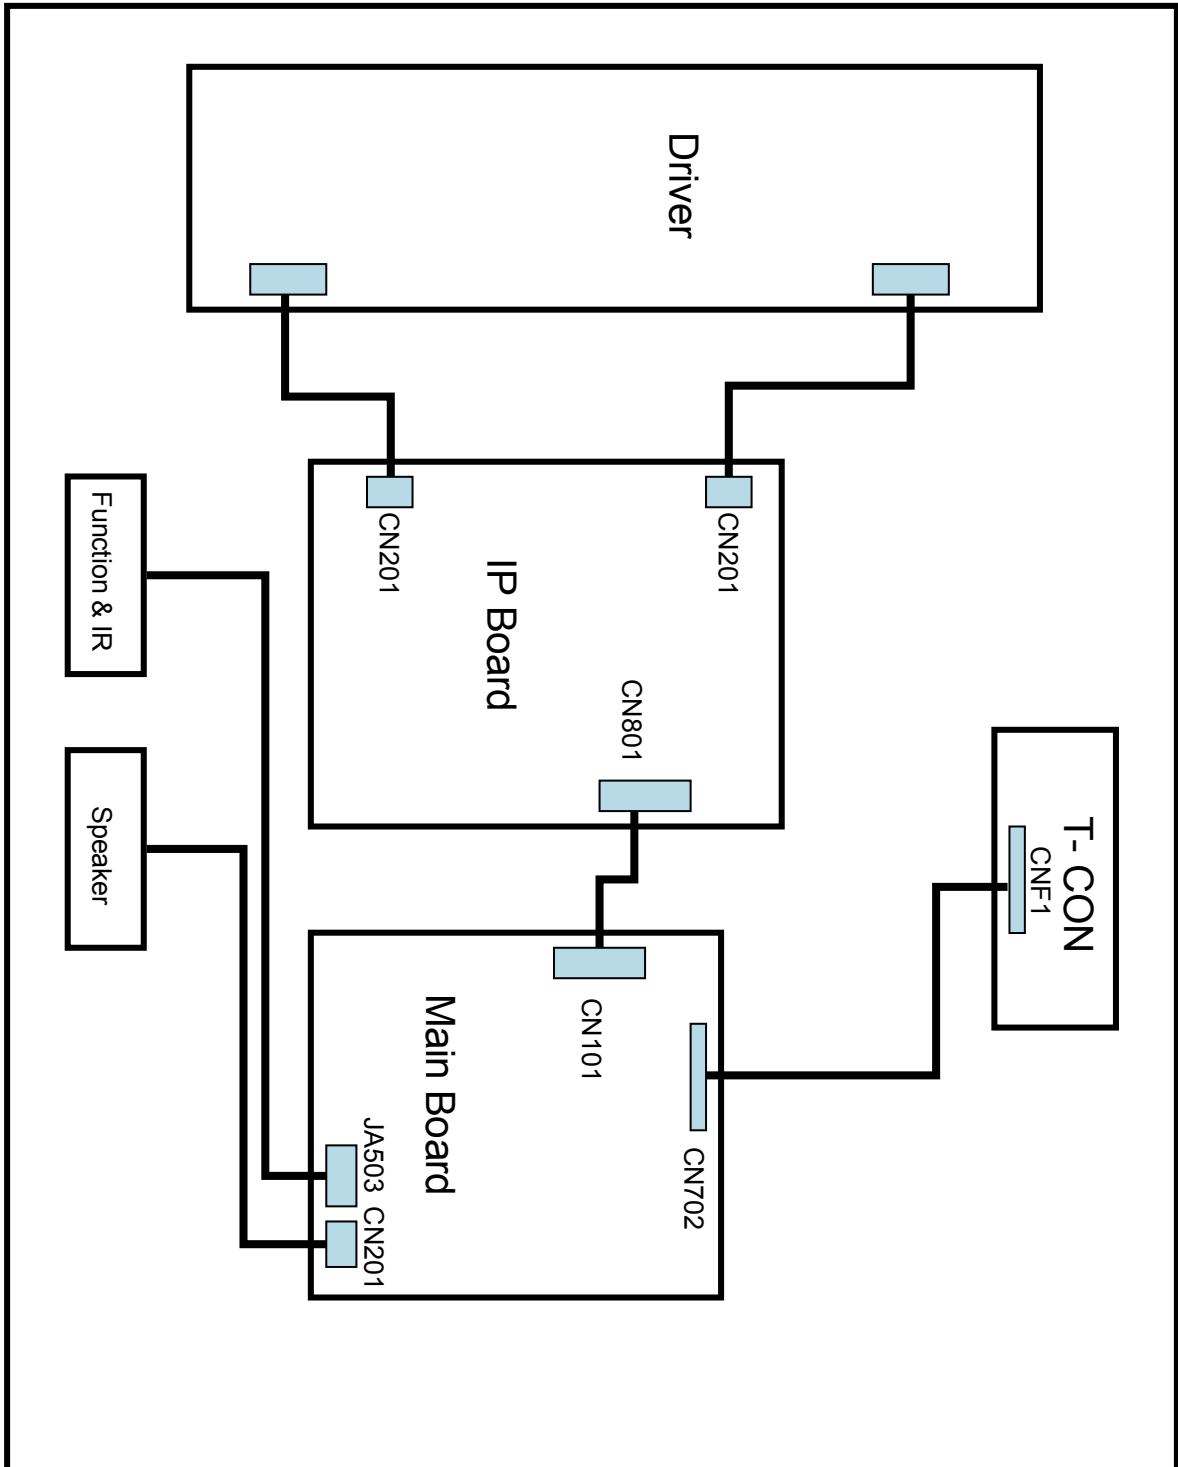 Driver
CN201
CN201
IP Board
CN801
Function & IR
Speaker
T- CON
CNF1
CN101
Main Board
CN702
JA503
CN201